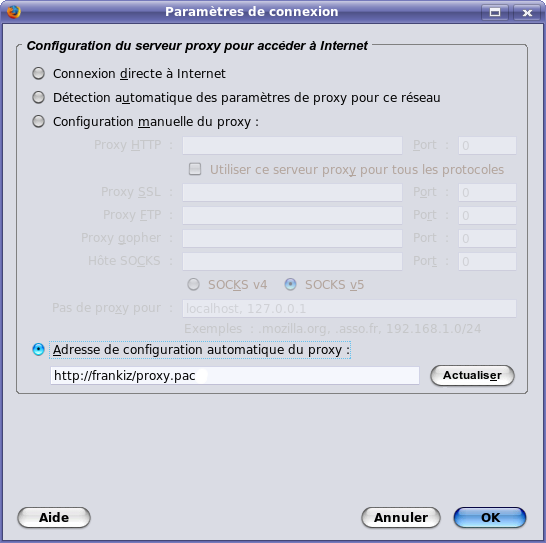 Paramètres de connexion
Configuration du serveur proxy pour accéder à Internet
Connexion directe à Internet
Détection automatique des paramètres de proxy pour ce réseau
Configuration manuelle du proxy :
Proxy HTTP : Port : 0
Utiliser ce serveur proxy pour tous les protocoles
Proxy SSL : Port : 0
Proxy FTP : Port : 0
Proxy gopher : Port : 0
Hôte SOCKS : Port : 0
SOCKS v4 SOCKS v5
Pas de proxy pour : localhost, 127.0.0.1
Exemples : .mozilla.org, .asso.fr, 192.168.1.0/24
Adresse de configuration automatique du proxy :
http://frankiz/proxy.pac Actualiser
Aide Annuler OK